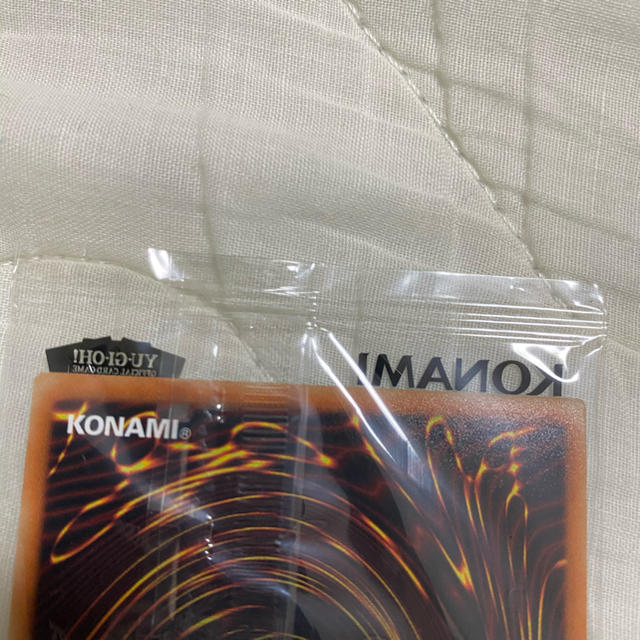 YU-GI-OH!
OFFICIAL CARD GAME
KONAMI
KONAMI®